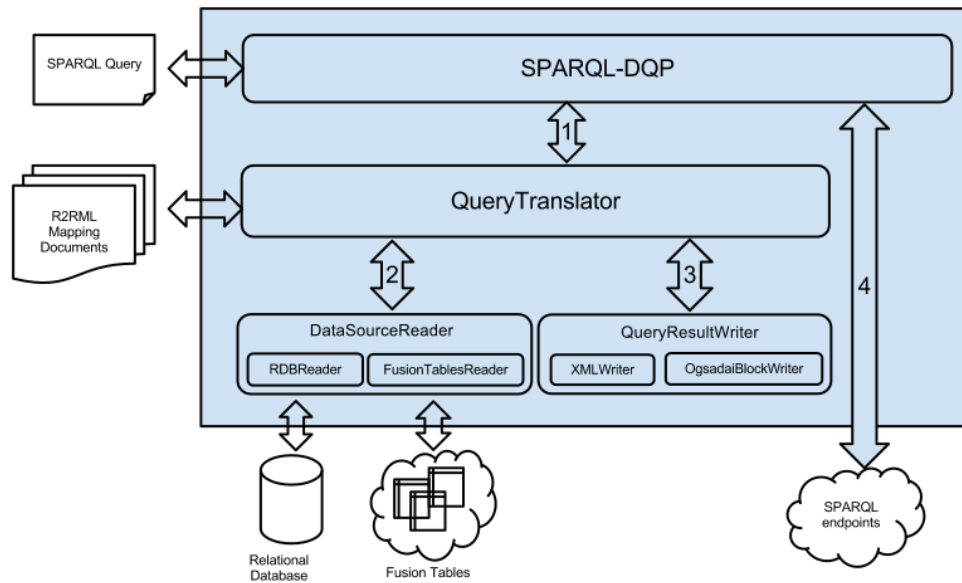 SPARQL Query
SPARQL-DQP
1
R2RML
Mapping
Documents
QueryTranslator
2
3
4
DataSourceReader
RDBReader
FusionTablesReader
QueryResultWriter
XMLWriter
OgsadaiBlockWriter
Relational
Database
Fusion Tables
SPARQL
endpoints